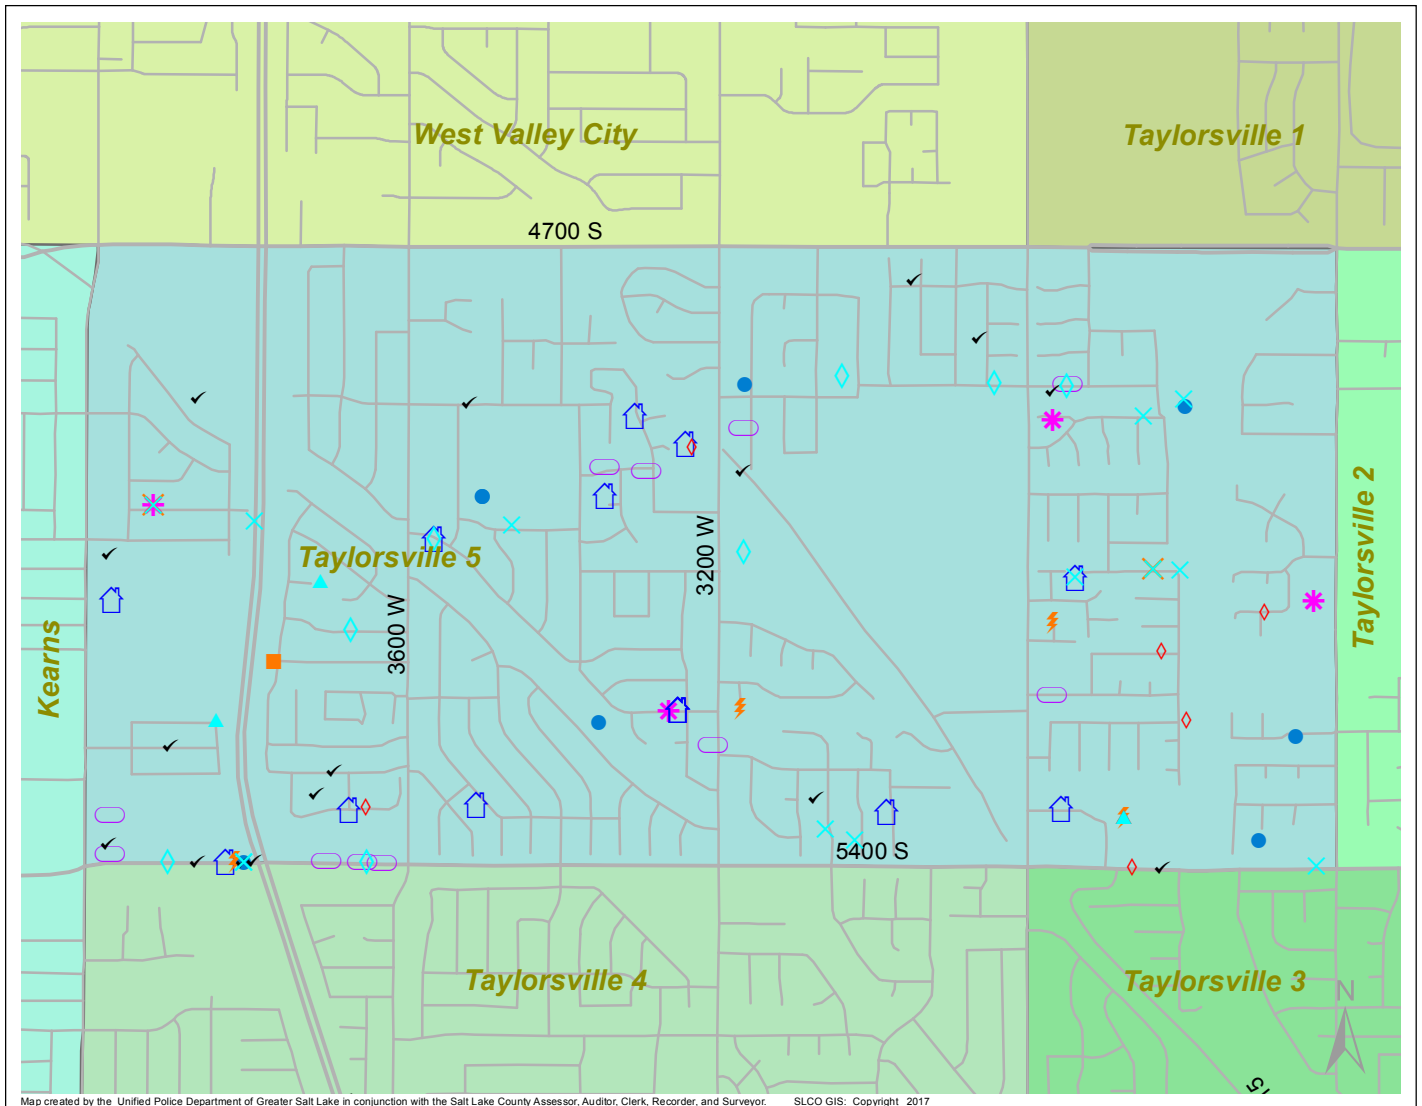 West Valley City
Taylorsville 1
4700 S
Taylorsville 2
Taylorsville 5
3200 W
3600 W
Kearns
5400 S
Taylorsville 4
Taylorsville 3
N
15
Map created by the Unified Police Department of Greater Salt Lake in conjunction with the Salt Lake County Assessor, Auditor, Clerk, Recorder, and Surveyor. SLCO GIS: Copyright 2017